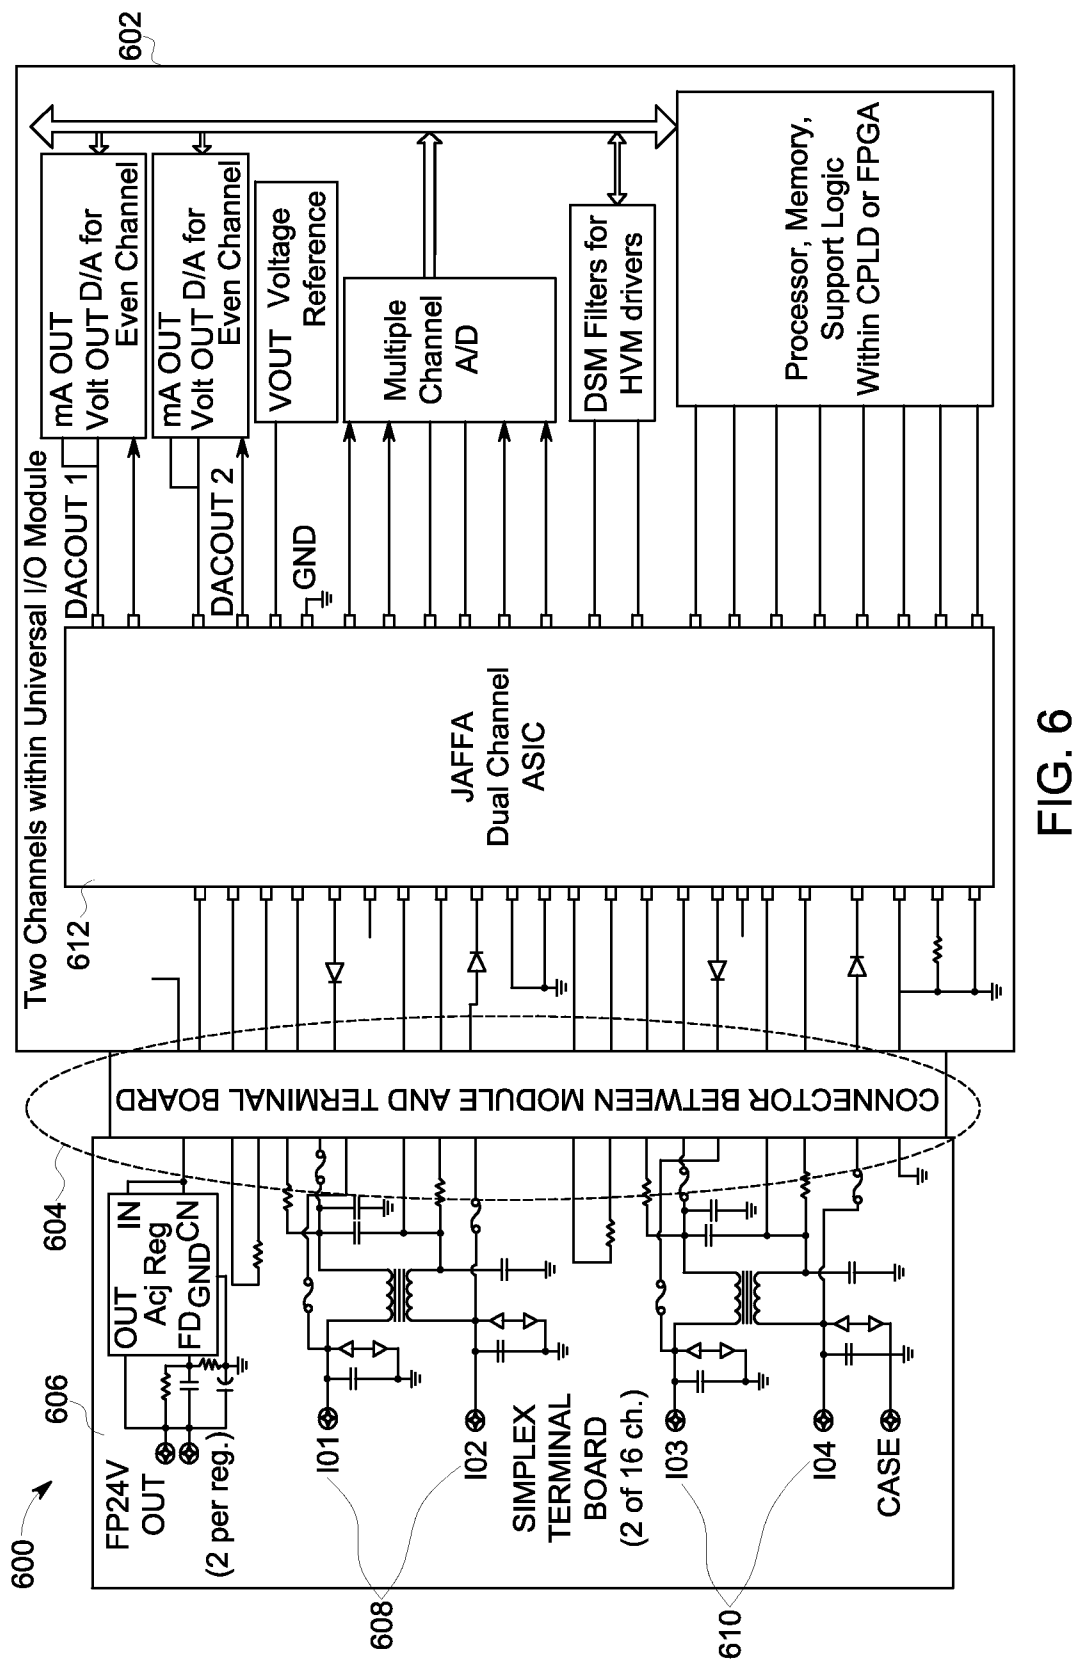 600
606
FP24V
OUT
(2 per reg.)
OUT
IN
Acj Reg
FD
GND
CN
604
608
I01
I02
SIMPLEX
TERMINAL
BOARD
(2 of 16 ch.)
610
I03
I04
CASE
CONNECTOR BETWEEN MODULE AND TERMINAL BOARD
602
Two Channels within Universal I/O Module
612
JAFFA
Dual Channel
ASIC
DACOUT 1
DACOUT 2
GND
mA OUT
Volt OUT D/A for
Even Channel
mA OUT
Volt OUT D/A for
Even Channel
VOUT Voltage
Reference
Multiple
Channel
A/D
DSM Filters for
HVM drivers
Processor, Memory,
Support Logic
Within CPLD or FPGA
FIG. 6